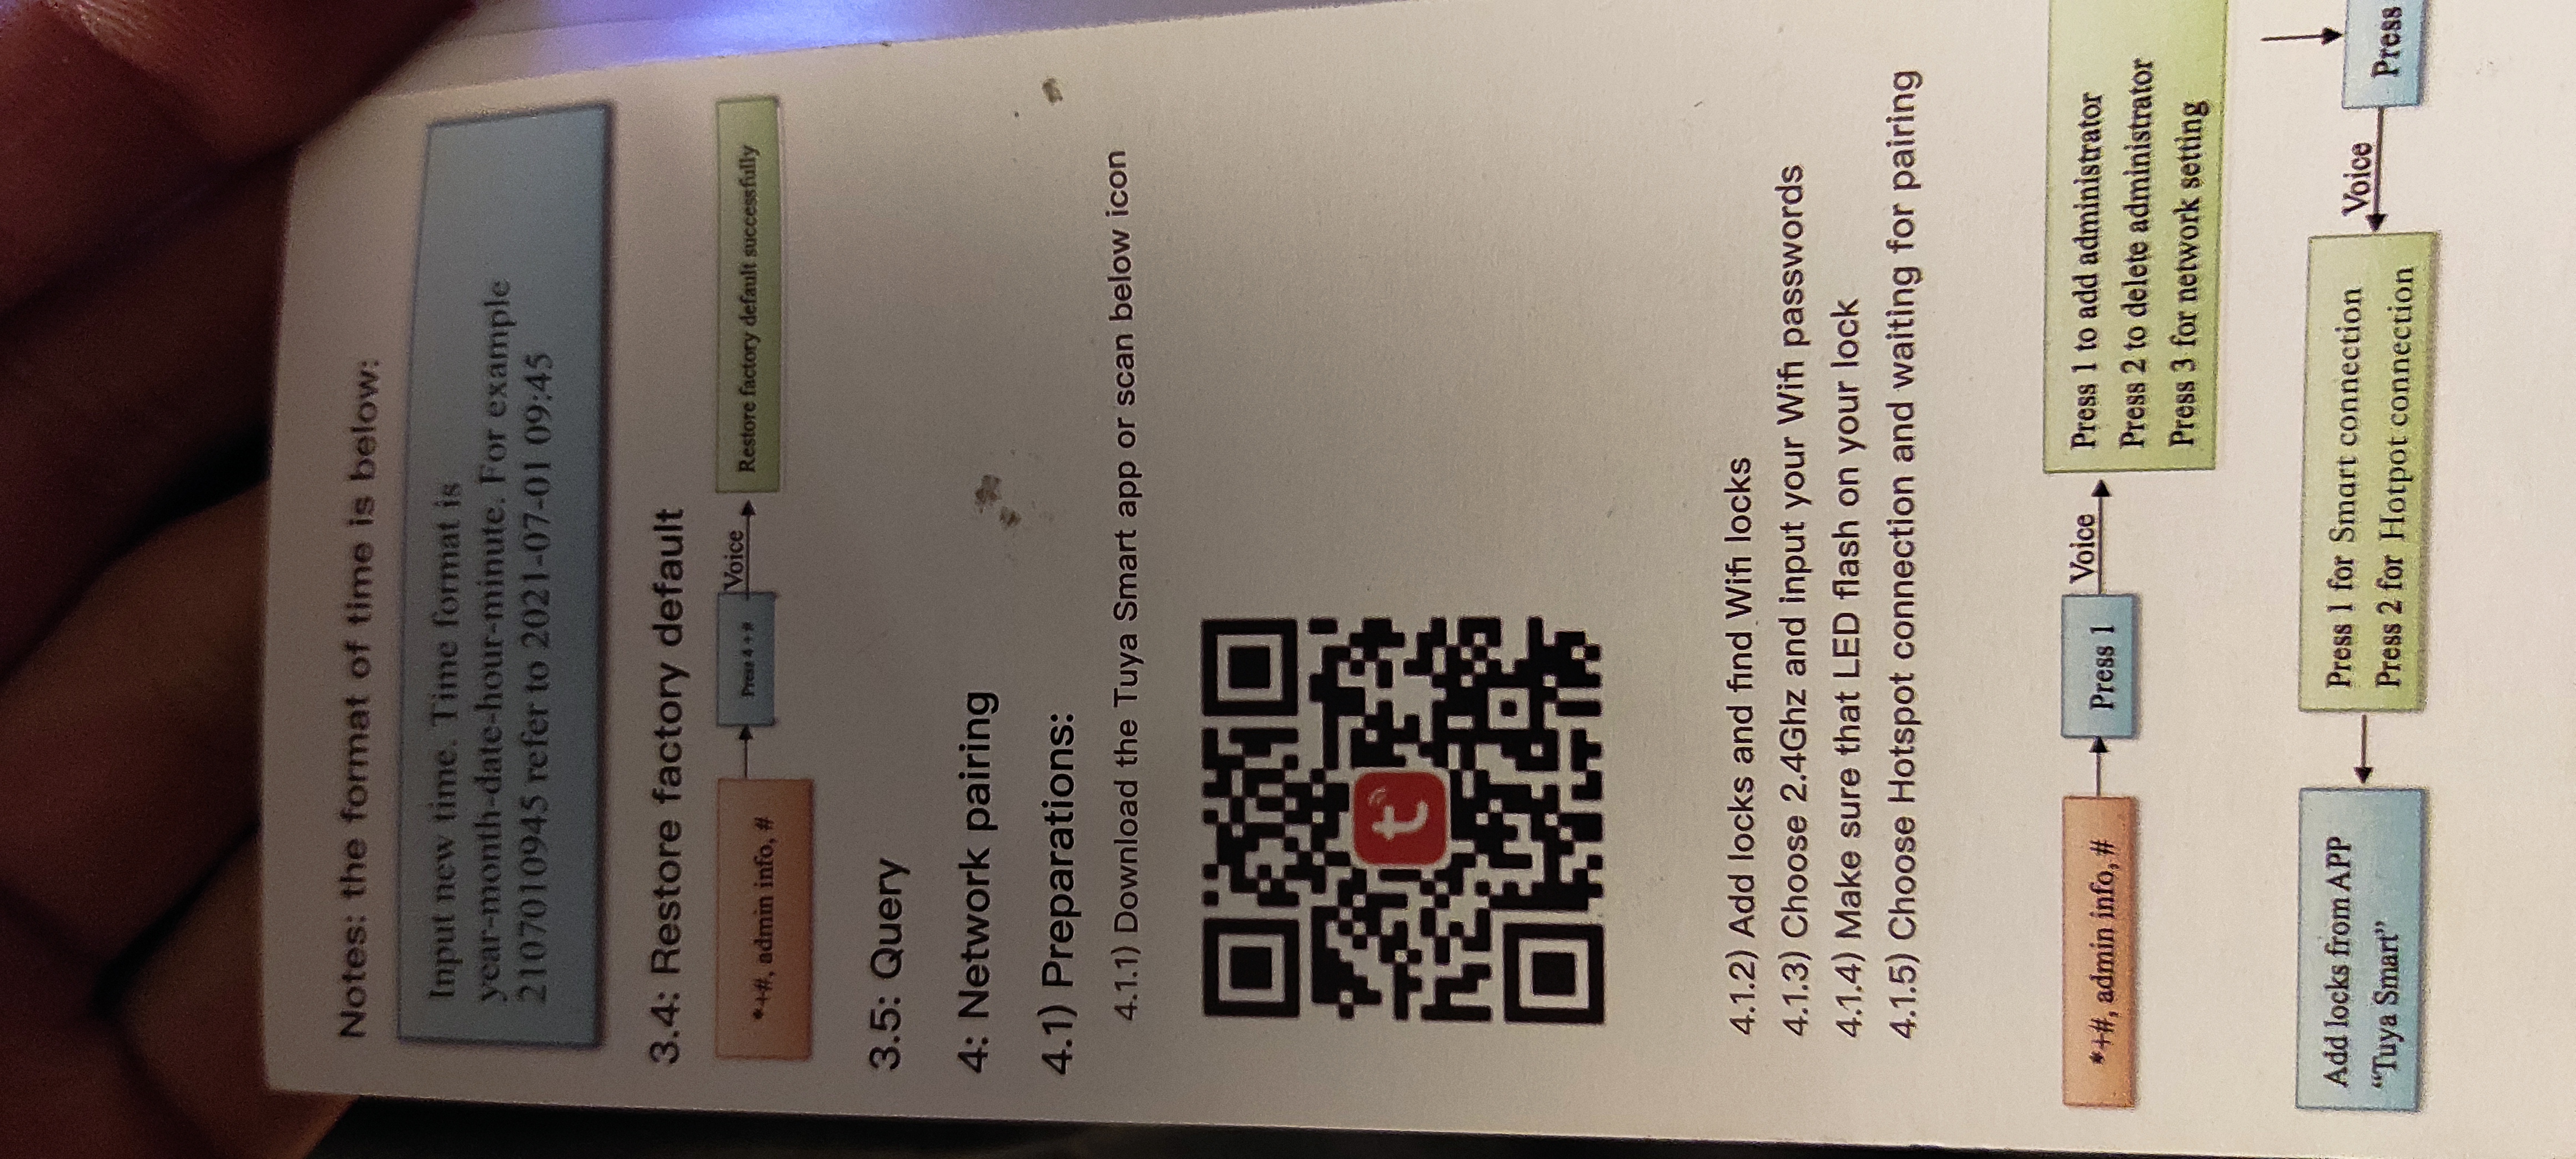 Notes: the format of time is below:
Input new time. Time format is
year-month-date-hour-minute. For example
2107010945 refer to 2021-07-01 09:45
3.4: Restore factory default
*+#, admin info, #
Press 4 + #
Voice
Restore factory default successfully
3.5: Query
4: Network pairing
4.1) Preparations:
4.1.1) Download the Tuya Smart app or scan below icon
t
4.1.2) Add locks and find Wifi locks
4.1.3) Choose 2.4Ghz and input your Wifi passwords
4.1.4) Make sure that LED flash on your lock
4.1.5) Choose Hotspot connection and waiting for pairing
*+#, admin info, #
Press 1
Voice
Press 1 to add administrator
Press 2 to delete administrator
Press 3 for network setting
Press
Voice
Press 1 for Smart connection
Press 2 for Hotpot connection
Add locks from APP
“Tuya Smart”